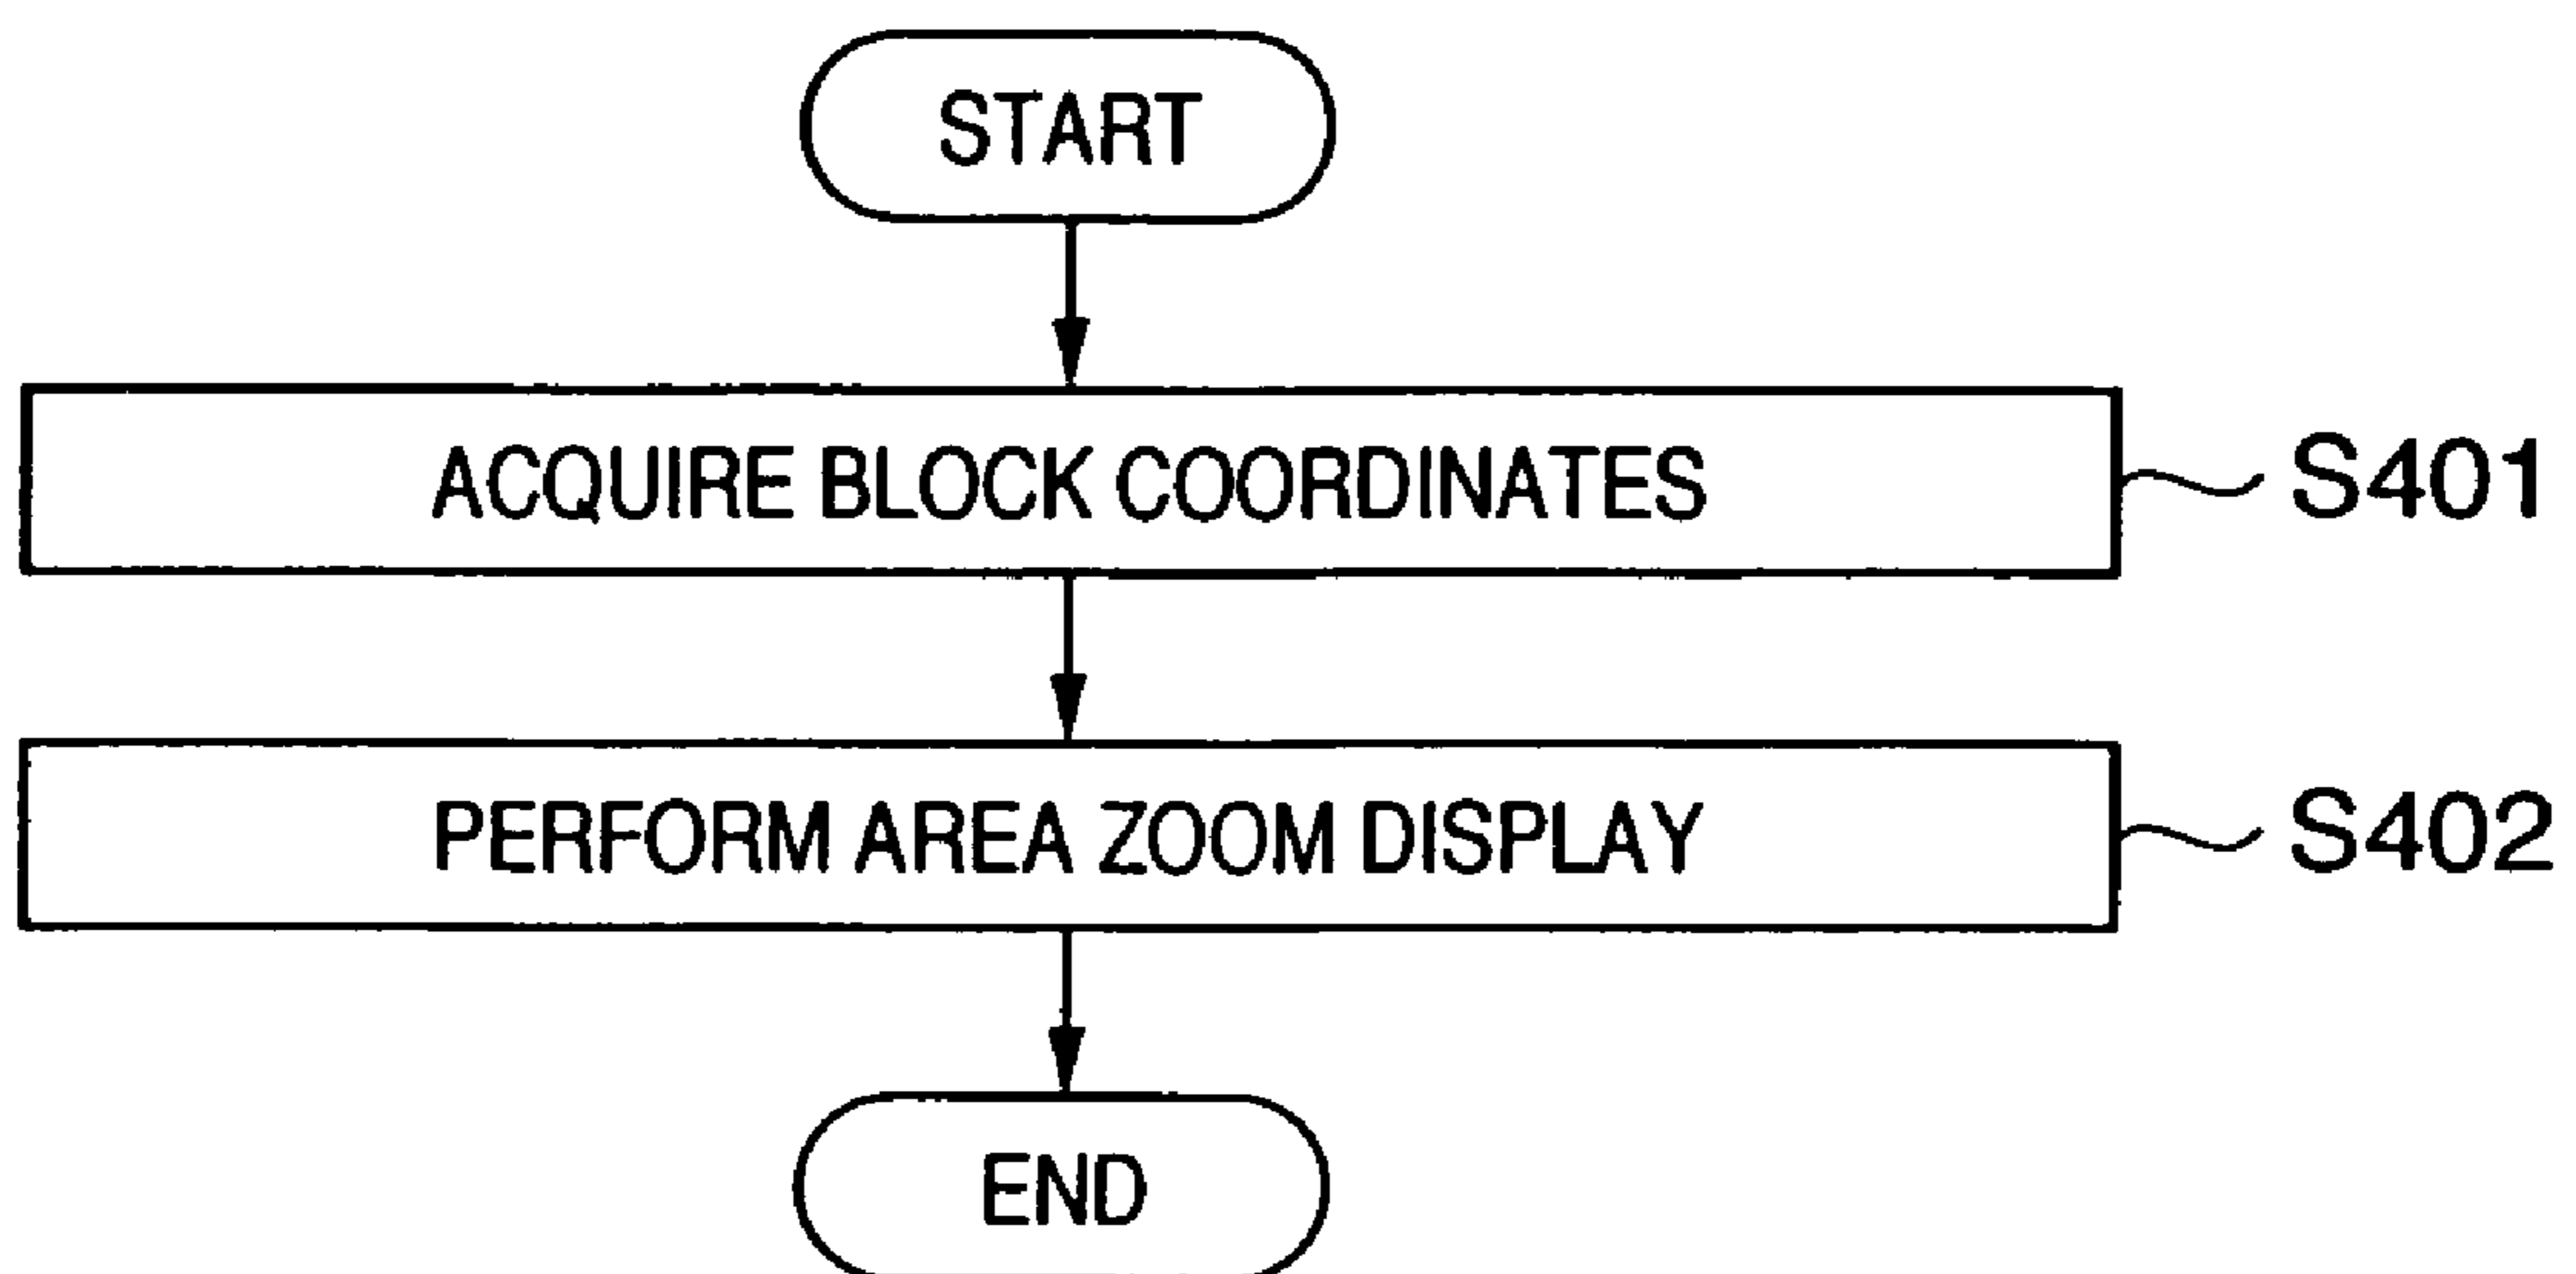 START
ACQUIRE BLOCK COORDINATES
S401
PERFORM AREA ZOOM DISPLAY
S402
END